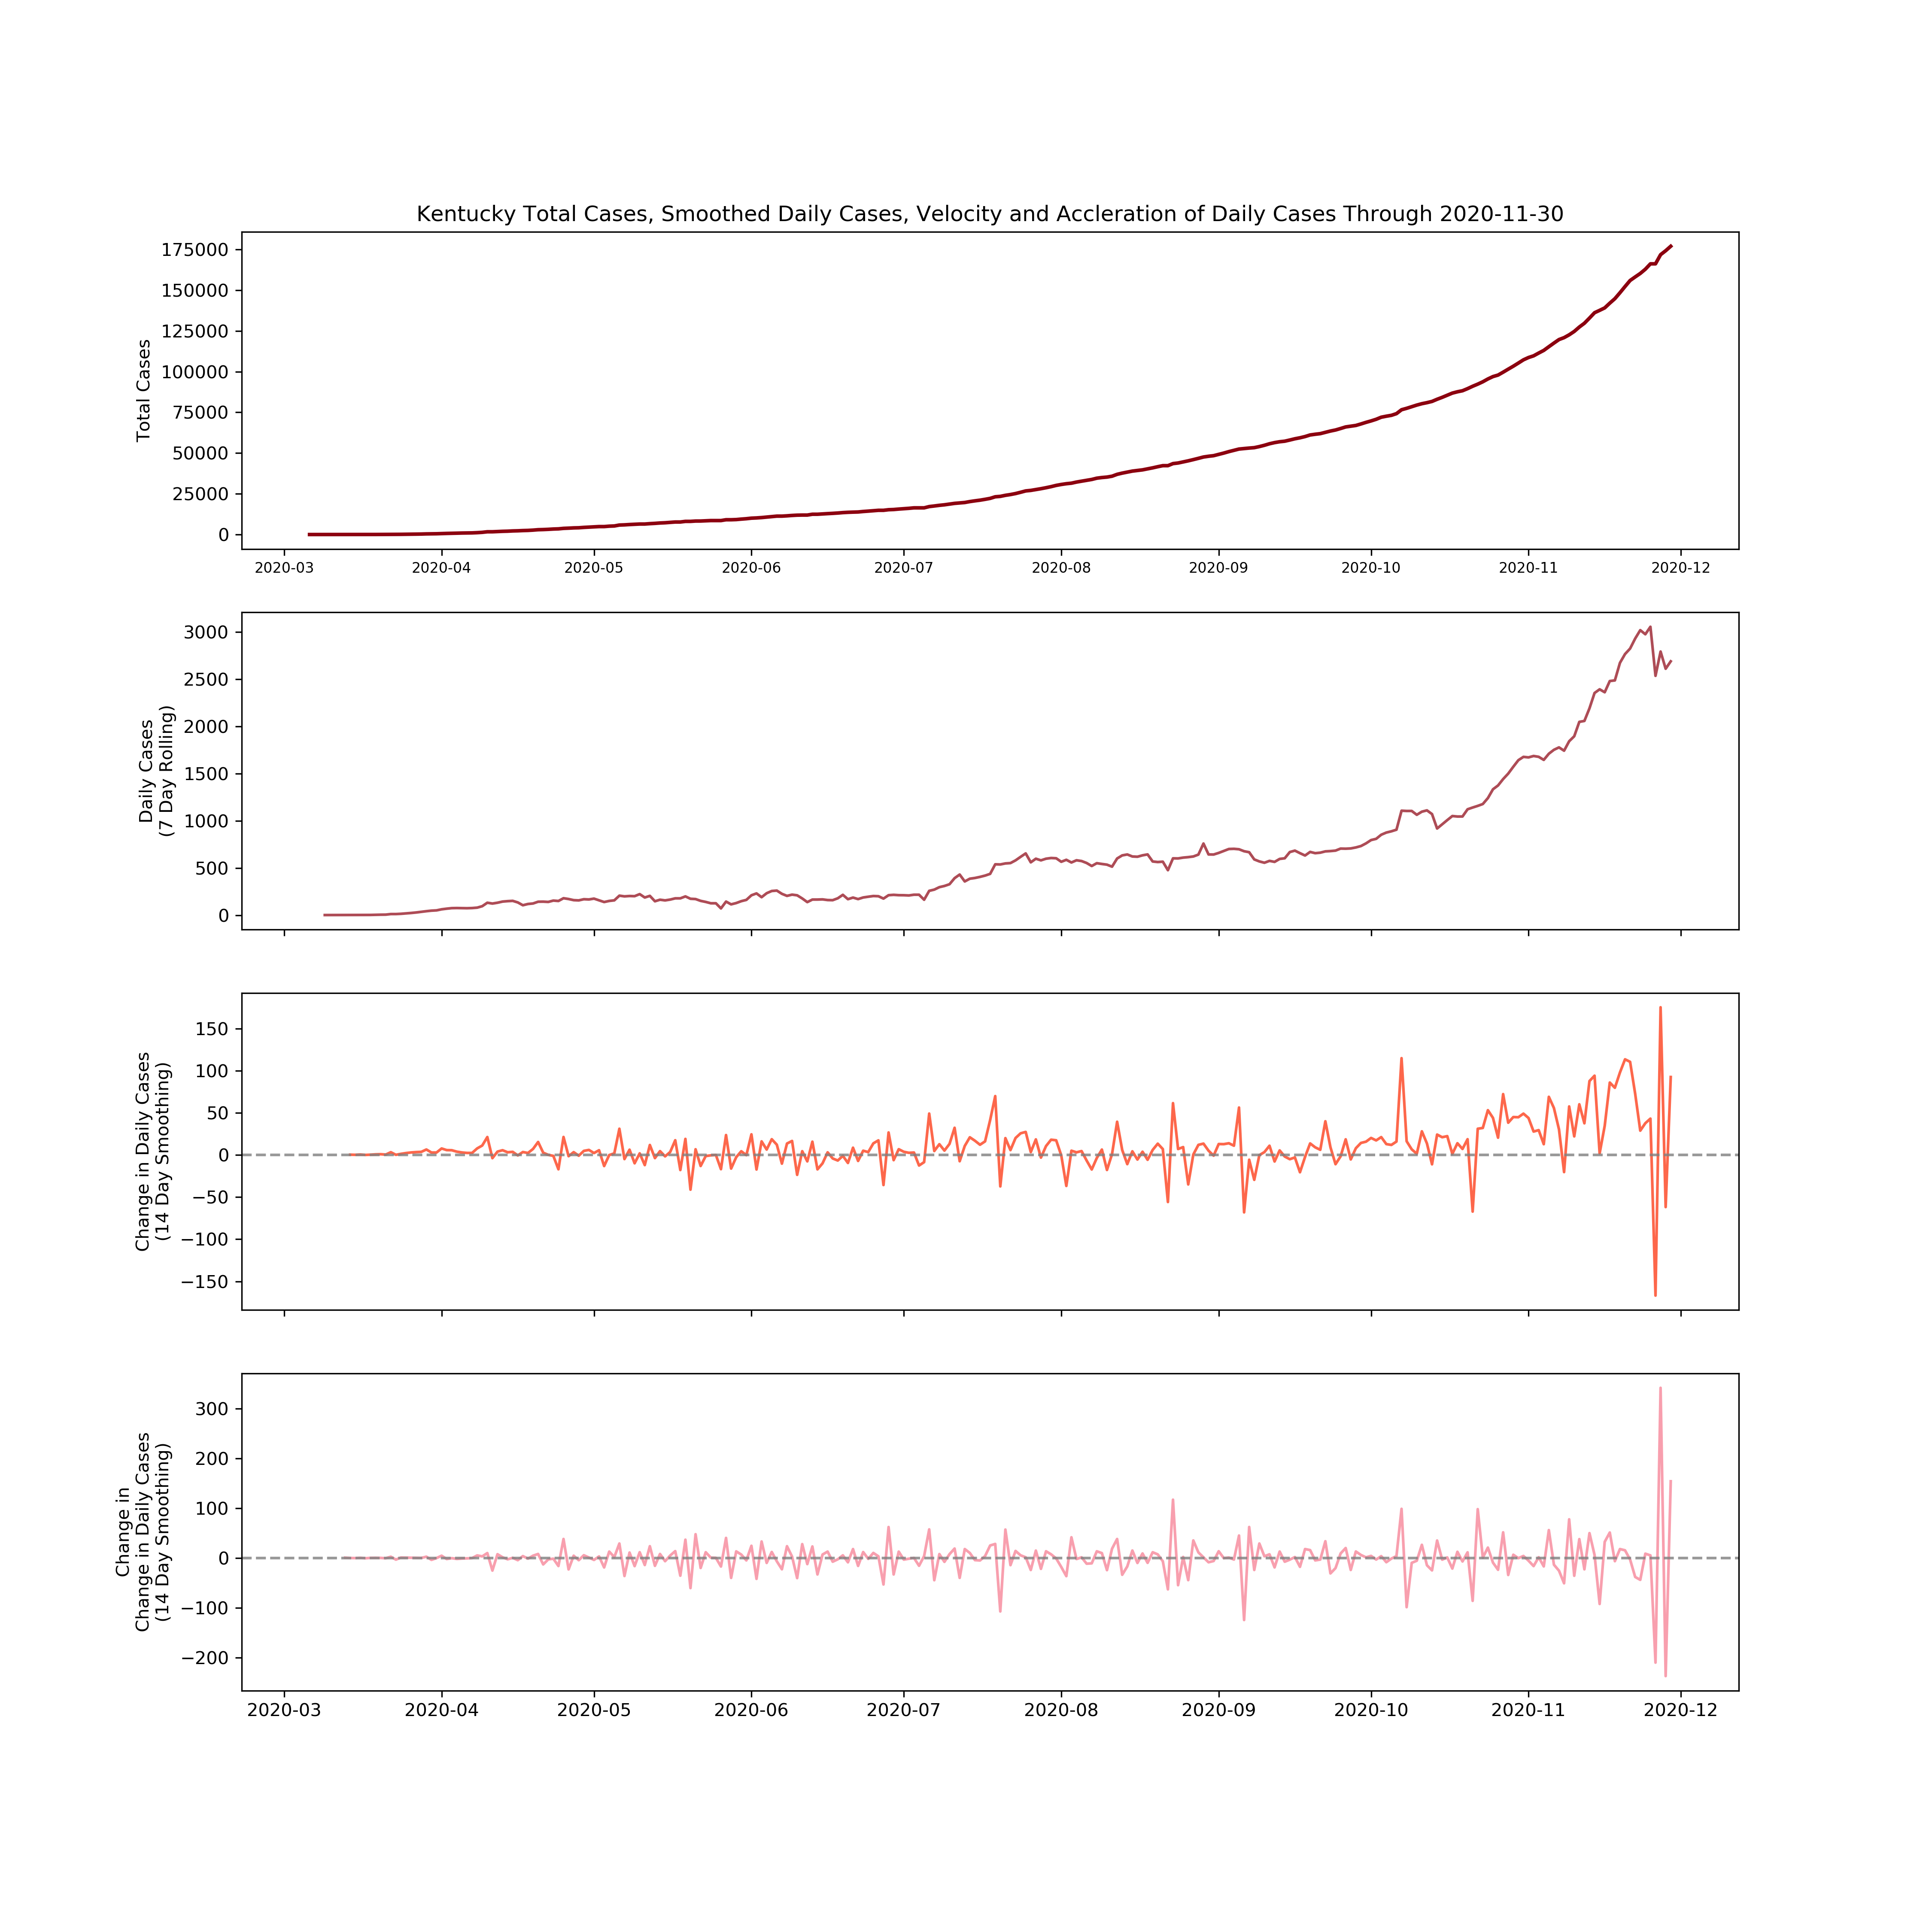 Kentucky Total Cases, Smoothed Daily Cases, Velocity and Accleration of Daily Cases Through 2020-11-30
Total Cases
175000
150000
125000
100000
75000
50000
25000
0
2020-03 2020-04 2020-05 2020-06 2020-07 2020-08 2020-09 2020-10 2020-11 2020-12
Daily Cases
(7 Day Rolling)
3000
2500
2000
1500
1000
500
0
Change in Daily Cases
(14 Day Smoothing)
150
100
50
0
−50
−100
−150
Change in
Change in Daily Cases
(14 Day Smoothing)
300
200
100
0
−100
−200
2020-03 2020-04 2020-05 2020-06 2020-07 2020-08 2020-09 2020-10 2020-11 2020-12